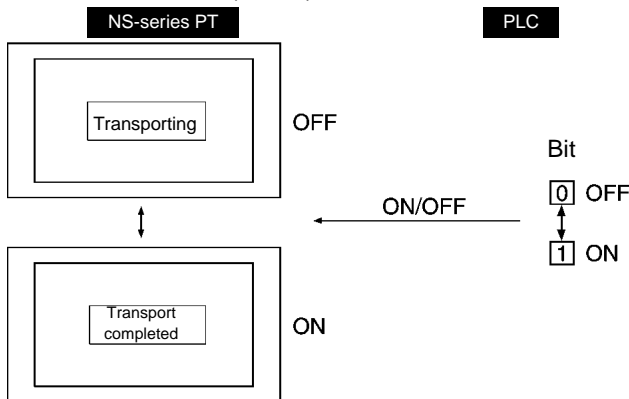 NS-series PT
PLC
Transporting
OFF
Bit
0 OFF
ON/OFF
1 ON
Transport
completed
ON